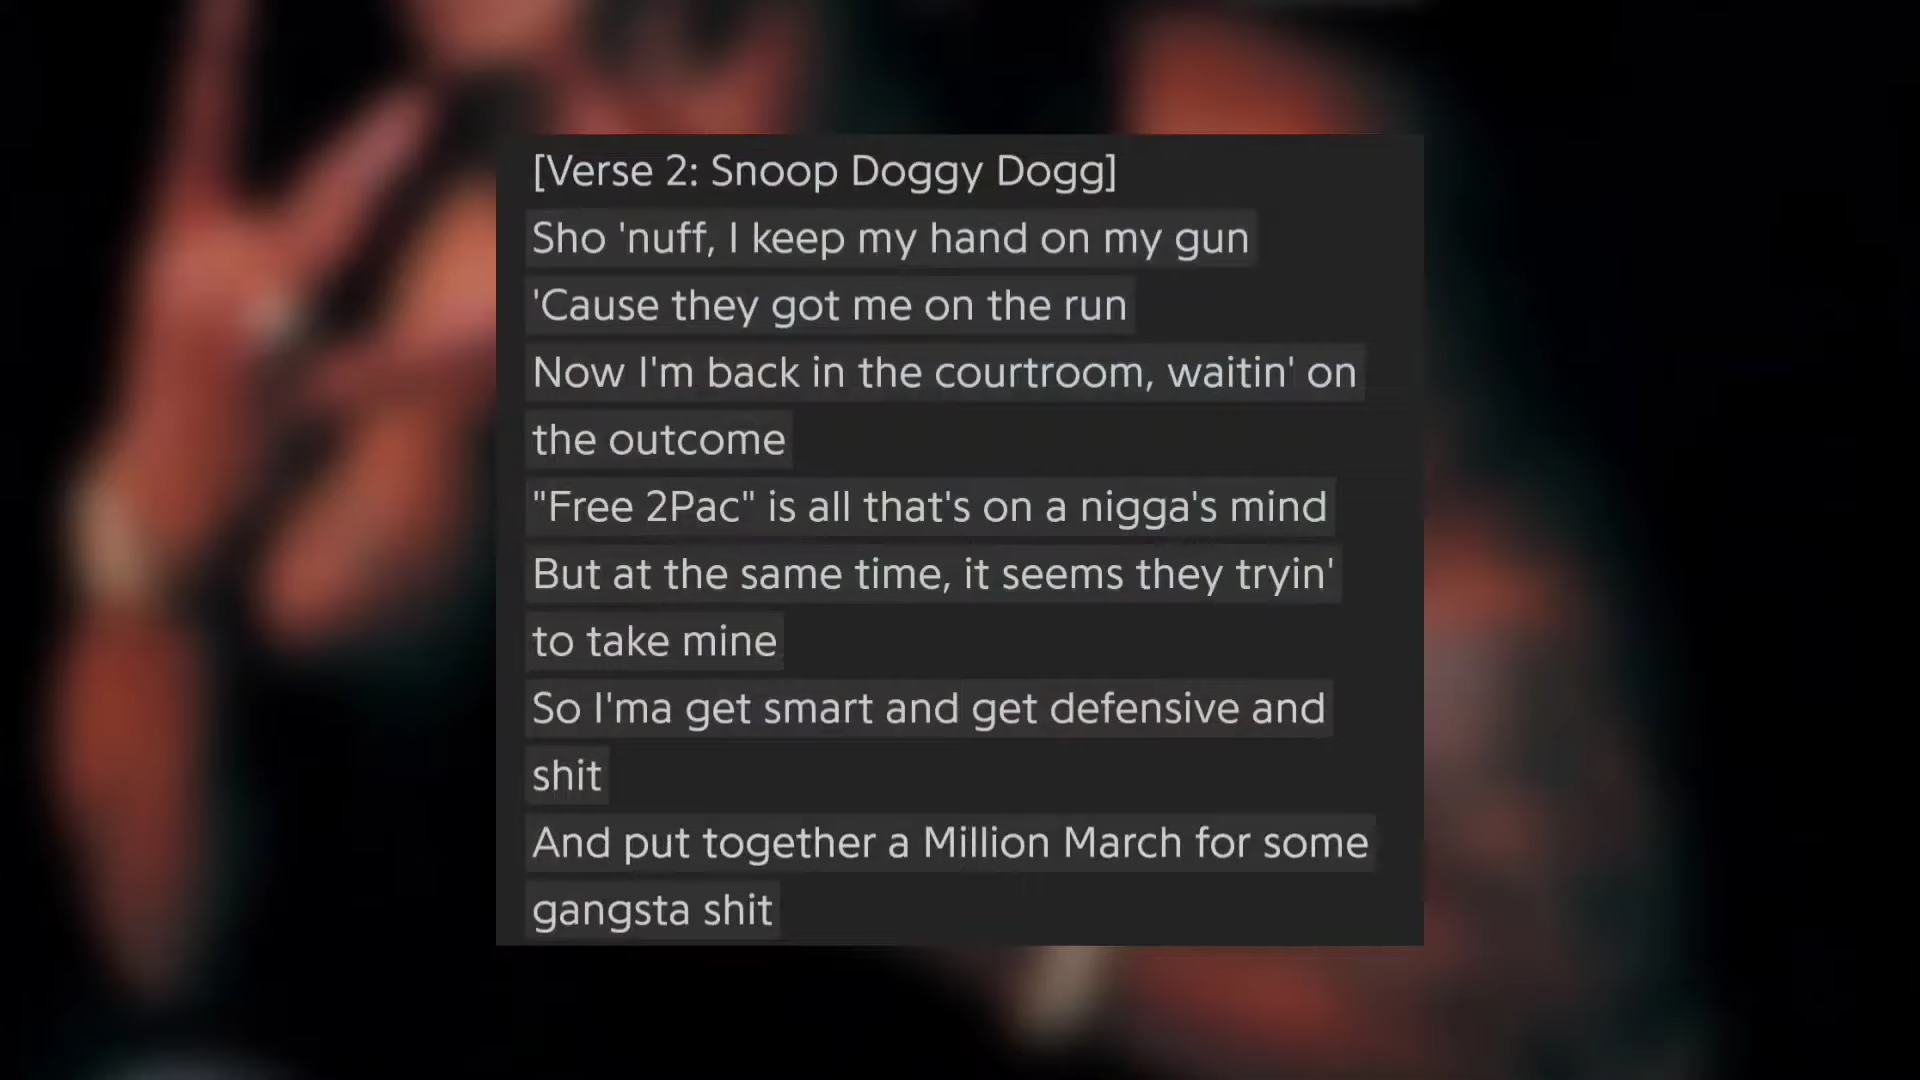 [Verse 2: Snoop Doggy Dogg]
Sho 'nuff, I keep my hand on my gun
'Cause they got me on the run
Now I'm back in the courtroom, waitin' on
the outcome
"Free 2Pac" is all that's on a nigga's mind
But at the same time, it seems they tryin'
to take mine
So I'ma get smart and get defensive and
shit
And put together a Million March for some
gangsta shit